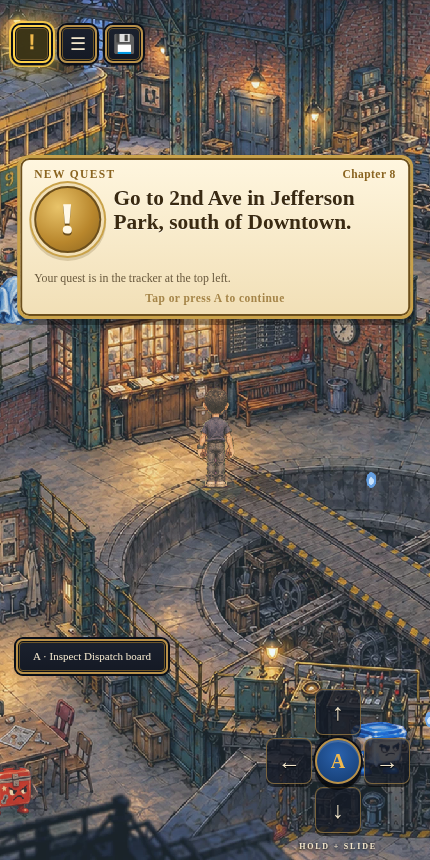 !
☰
NEW QUEST
Chapter 8
!
Go to 2nd Ave in Jefferson
Park, south of Downtown.
Your quest is in the tracker at the top left.
Tap or press A to continue
9
A · Inspect Dispatch board
↑
← A →
↓
HOLD + SLIDE